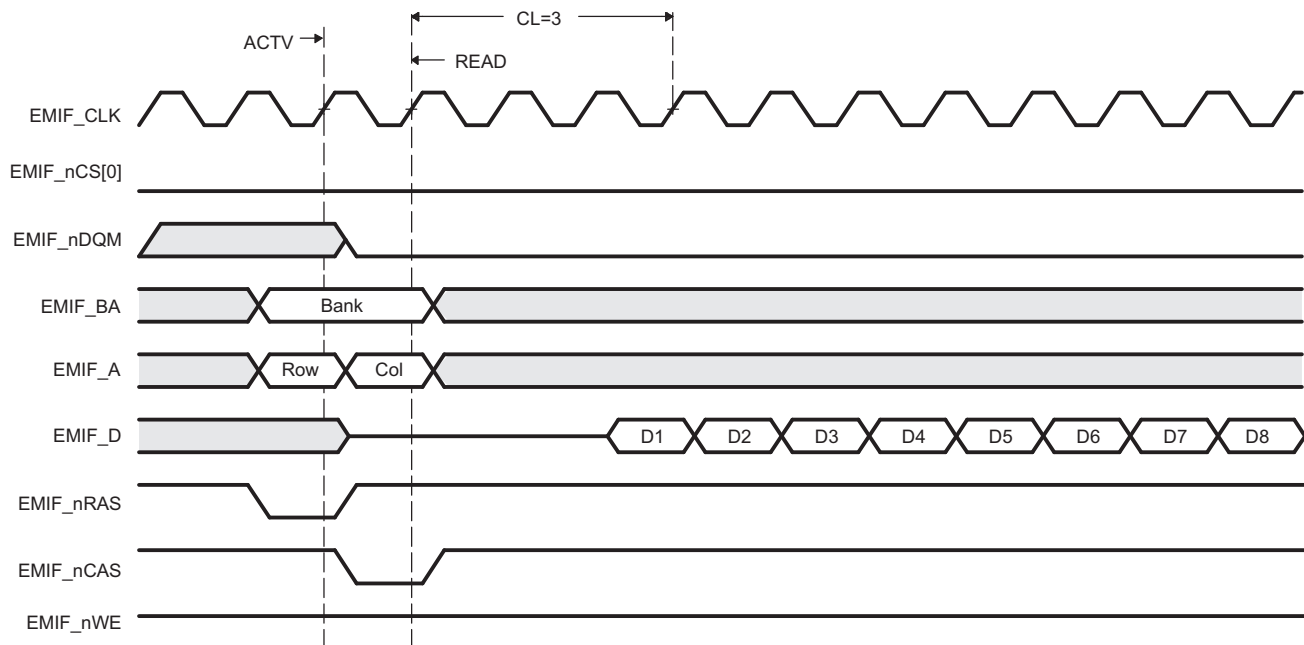 CL=3
ACTV
READ
EMIF_CLK
EMIF_nCS[0]
EMIF_nDQM
EMIF_BA
Bank
EMIF_A
Row Col
EMIF_D
D1 D2 D3 D4 D5 D6 D7 D8
EMIF_nRAS
EMIF_nCAS
EMIF_nWE